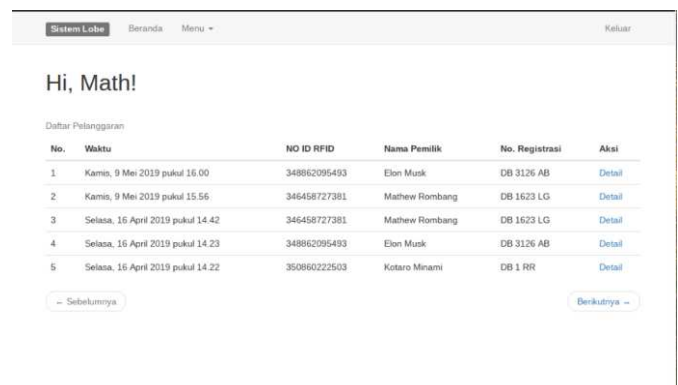 Sistem Lobe Beranda Menu Keluar
Hi, Math!
Daftar Pelanggaran
No. Waktu NO ID RFID Nama Pemilik No. Registrasi Aksi
1 Kamis, 9 Mei 2019 pukul 16.00 348862095493 Elon Musk DB 3126 AB Detail
2 Kamis, 9 Mei 2019 pukul 15.56 346458727381 Mathew Rombang DB 1623 LG Detail
3 Selasa, 16 April 2019 pukul 14.42 346458727381 Mathew Rombang DB 1623 LG Detail
4 Selasa, 16 April 2019 pukul 14.23 348862095493 Elon Musk DB 3126 AB Detail
5 Selasa, 16 April 2019 pukul 14.22 350860222503 Kotaro Minami DB 1 RR Detail
← Sebelumnya Berikutnya →